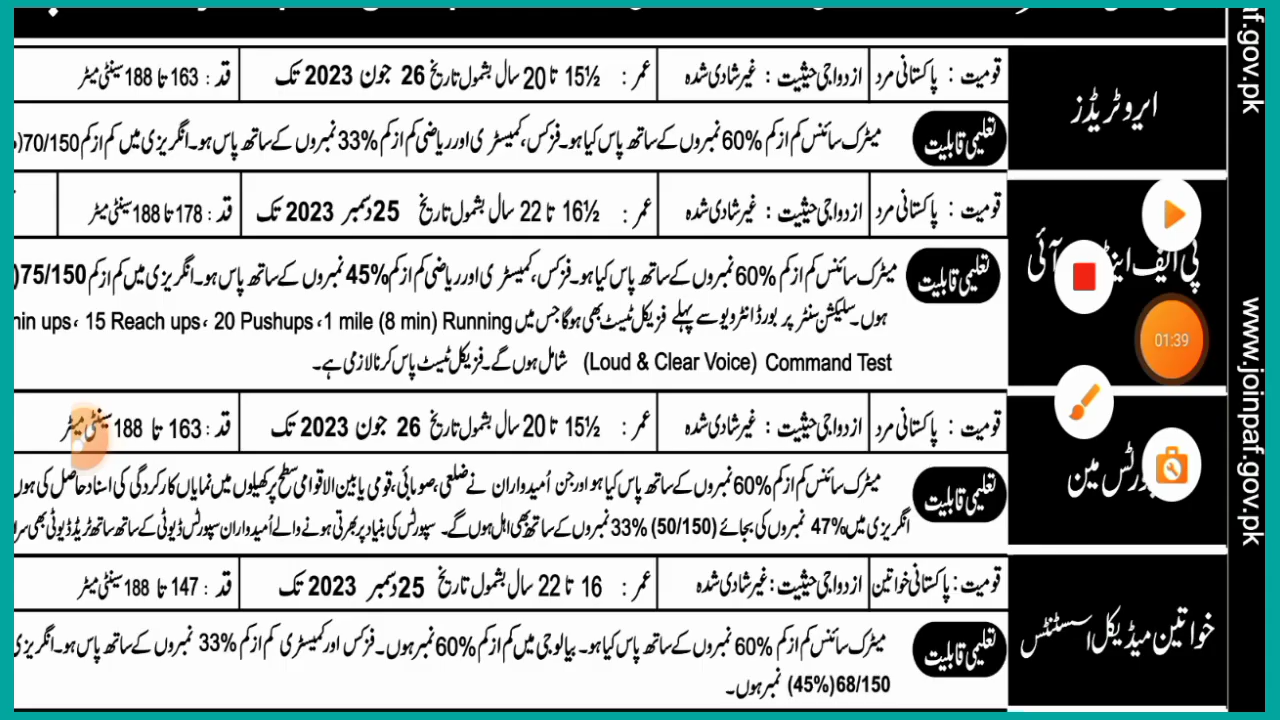 ایروٹریڈز
قومیت : پاکستانی مرد
ازدواجی حیثیت : غیرشادی شدہ
عمر : 15½ تا 20 سال بشمول تاریخ 26 جون 2023 تک
قد : 163 تا 188 سینٹی میٹر
تعلیمی قابلیت
میٹرک سائنس کم از کم 60% نمبروں کے ساتھ پاس کیا ہو۔ فزکس، کیمسٹری اور ریاضی کم از کم 33% نمبروں کے ساتھ پاس ہو۔ انگریزی میں کم از کم 70/150
پی ایف آئی
قومیت : پاکستانی مرد
ازدواجی حیثیت : غیرشادی شدہ
عمر : 16½ تا 22 سال بشمول تاریخ 25 دسمبر 2023 تک
قد : 178 تا 188 سینٹی میٹر
تعلیمی قابلیت
میٹرک سائنس کم از کم 60% نمبروں کے ساتھ پاس کیا ہو۔ فزکس، کیمسٹری اور ریاضی کم از کم 45% نمبروں کے ساتھ پاس ہو۔ انگریزی میں کم از کم 75/150
ہوں۔ سلیکشن سنٹر پر بورڈ انٹرویو سے پہلے فزیکل ٹیسٹ بھی ہوگا جس میں 1 mile (8 min) Running، 20 Pushups، 15 Reach ups، ups
Command Test (Loud & Clear Voice) شامل ہوں گے۔ فزیکل ٹیسٹ پاس کرنا لازمی ہے۔
مین
قومیت : پاکستانی مرد
ازدواجی حیثیت : غیرشادی شدہ
عمر : 15½ تا 20 سال بشمول تاریخ 26 جون 2023 تک
قد : 163 تا 188 سینٹی میٹر
تعلیمی قابلیت
میٹرک سائنس کم از کم 60% نمبروں کے ساتھ پاس کیا ہو اور جن اُمیدواران نے ضلعی، صوبائی، قومی یا بین الاقوامی سطح پر کھیلوں میں نمایاں کارکردگی کی اسناد حاصل کی ہوں
انگریزی میں 47% نمبروں کی بجائے (50/150) 33% نمبروں کے ساتھ بھی اہل ہوں گے۔ سپورٹس کی بنیاد پر بھرتی ہونے والے اُمیدواران سپورٹس ڈیوٹی کے ساتھ ساتھ ٹریڈ ڈیوٹی بھی
خواتین میڈیکل اسسٹنٹس
قومیت : پاکستانی خواتین
ازدواجی حیثیت : غیرشادی شدہ
عمر : 16 تا 22 سال بشمول تاریخ 25 دسمبر 2023 تک
قد : 147 تا 188 سینٹی میٹر
تعلیمی قابلیت
میٹرک سائنس کم از کم 60% نمبروں کے ساتھ پاس کیا ہو۔ بیالوجی میں کم از کم 60% نمبر ہوں۔ فزکس اور کیمسٹری کم از کم 33% نمبروں کے ساتھ پاس ہو۔ انگریزی
68/150 (45%) نمبر ہوں۔
01:39
af.gov.pk
www.joinpaf.gov.pk